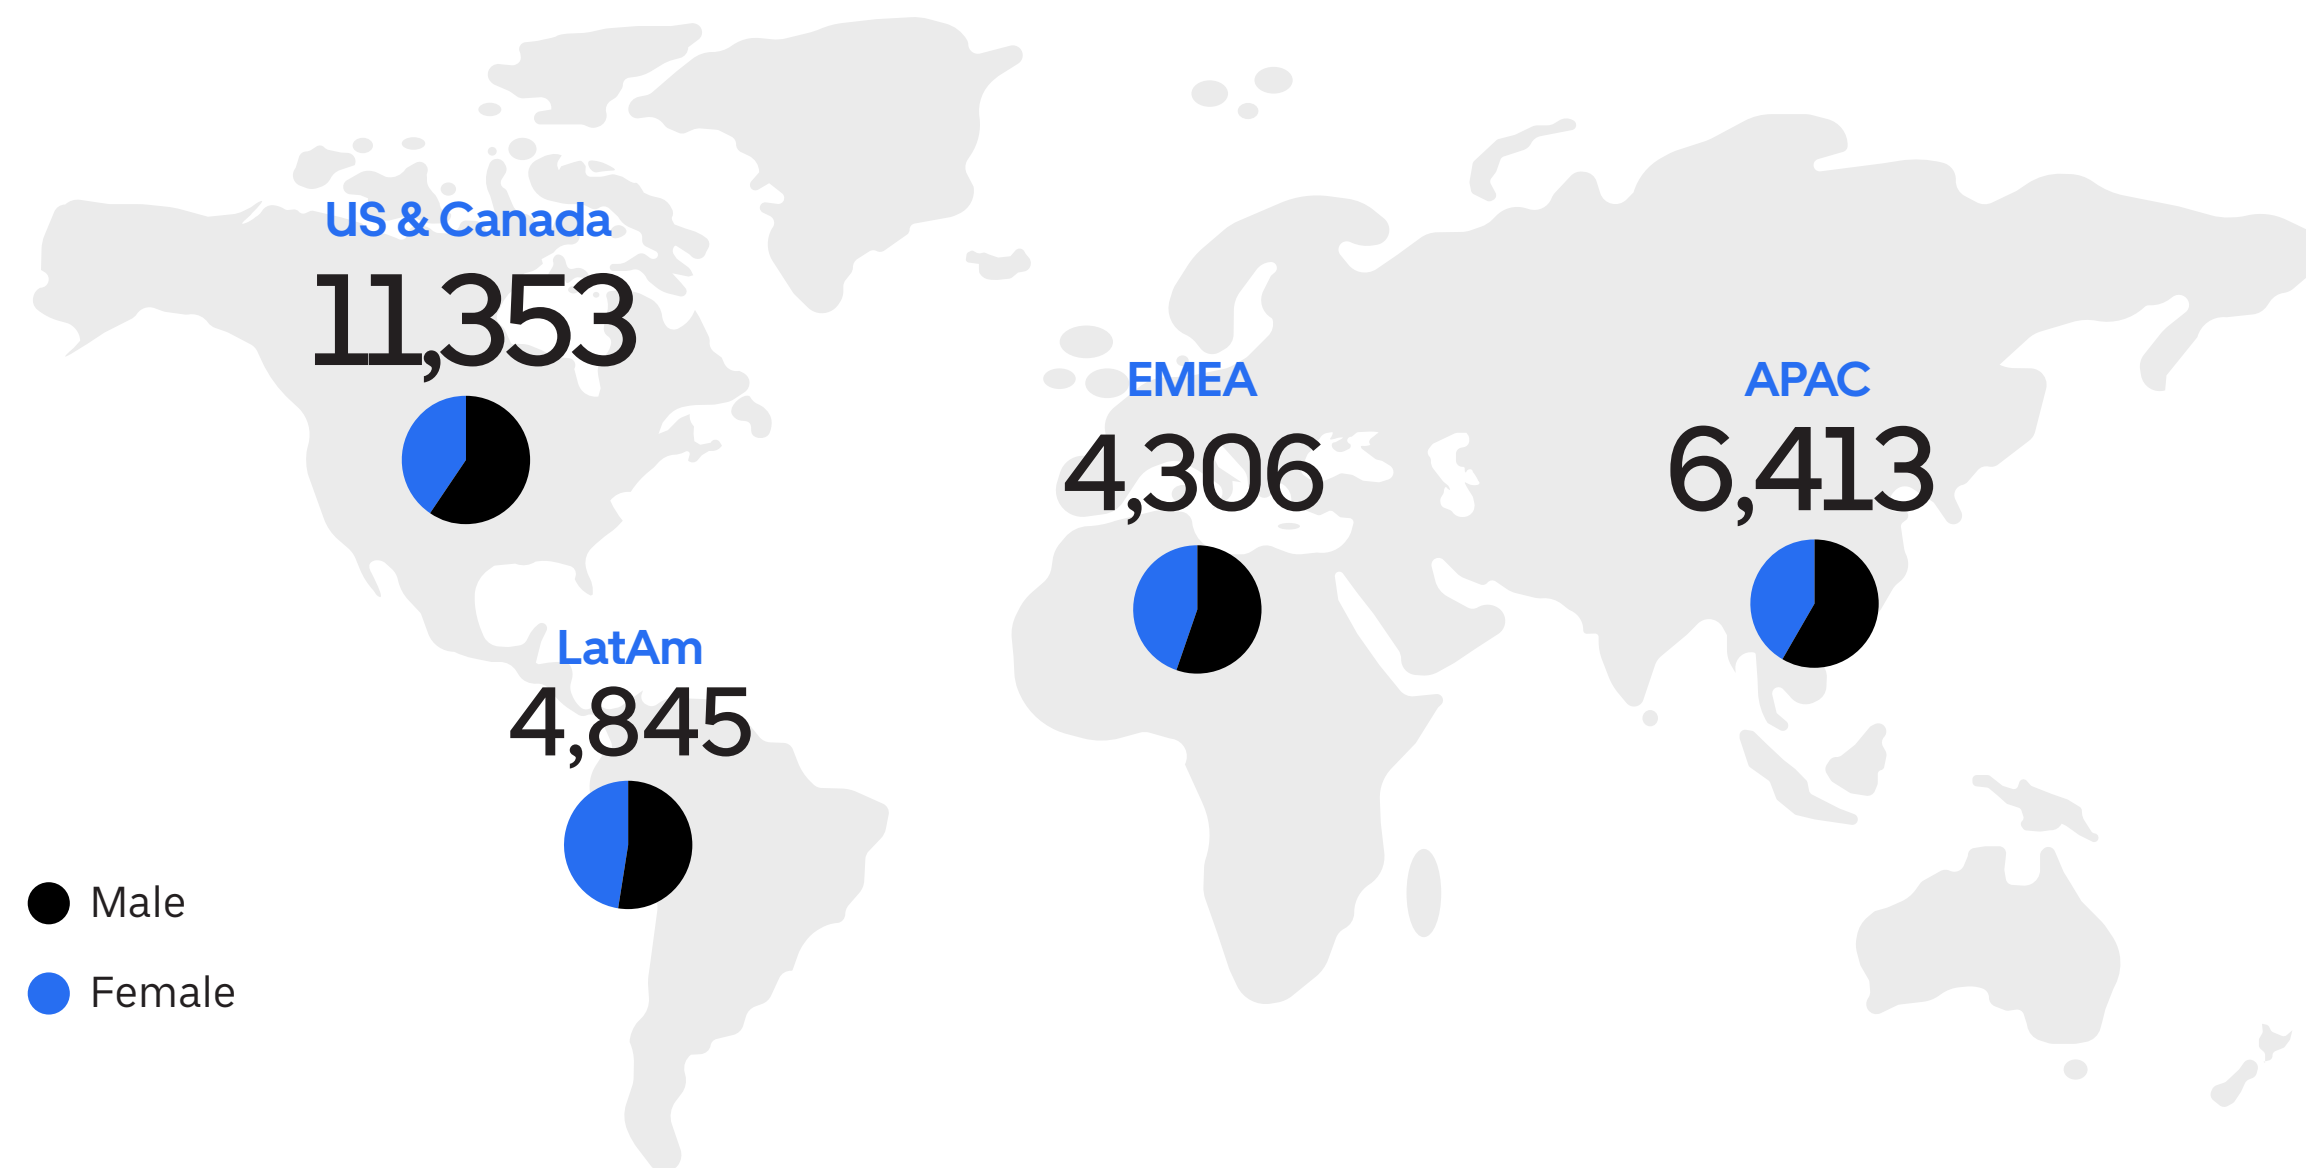 US & Canada
11,353
EMEA
4,306
APAC
6,413
LatAm
4,845
Male
Female